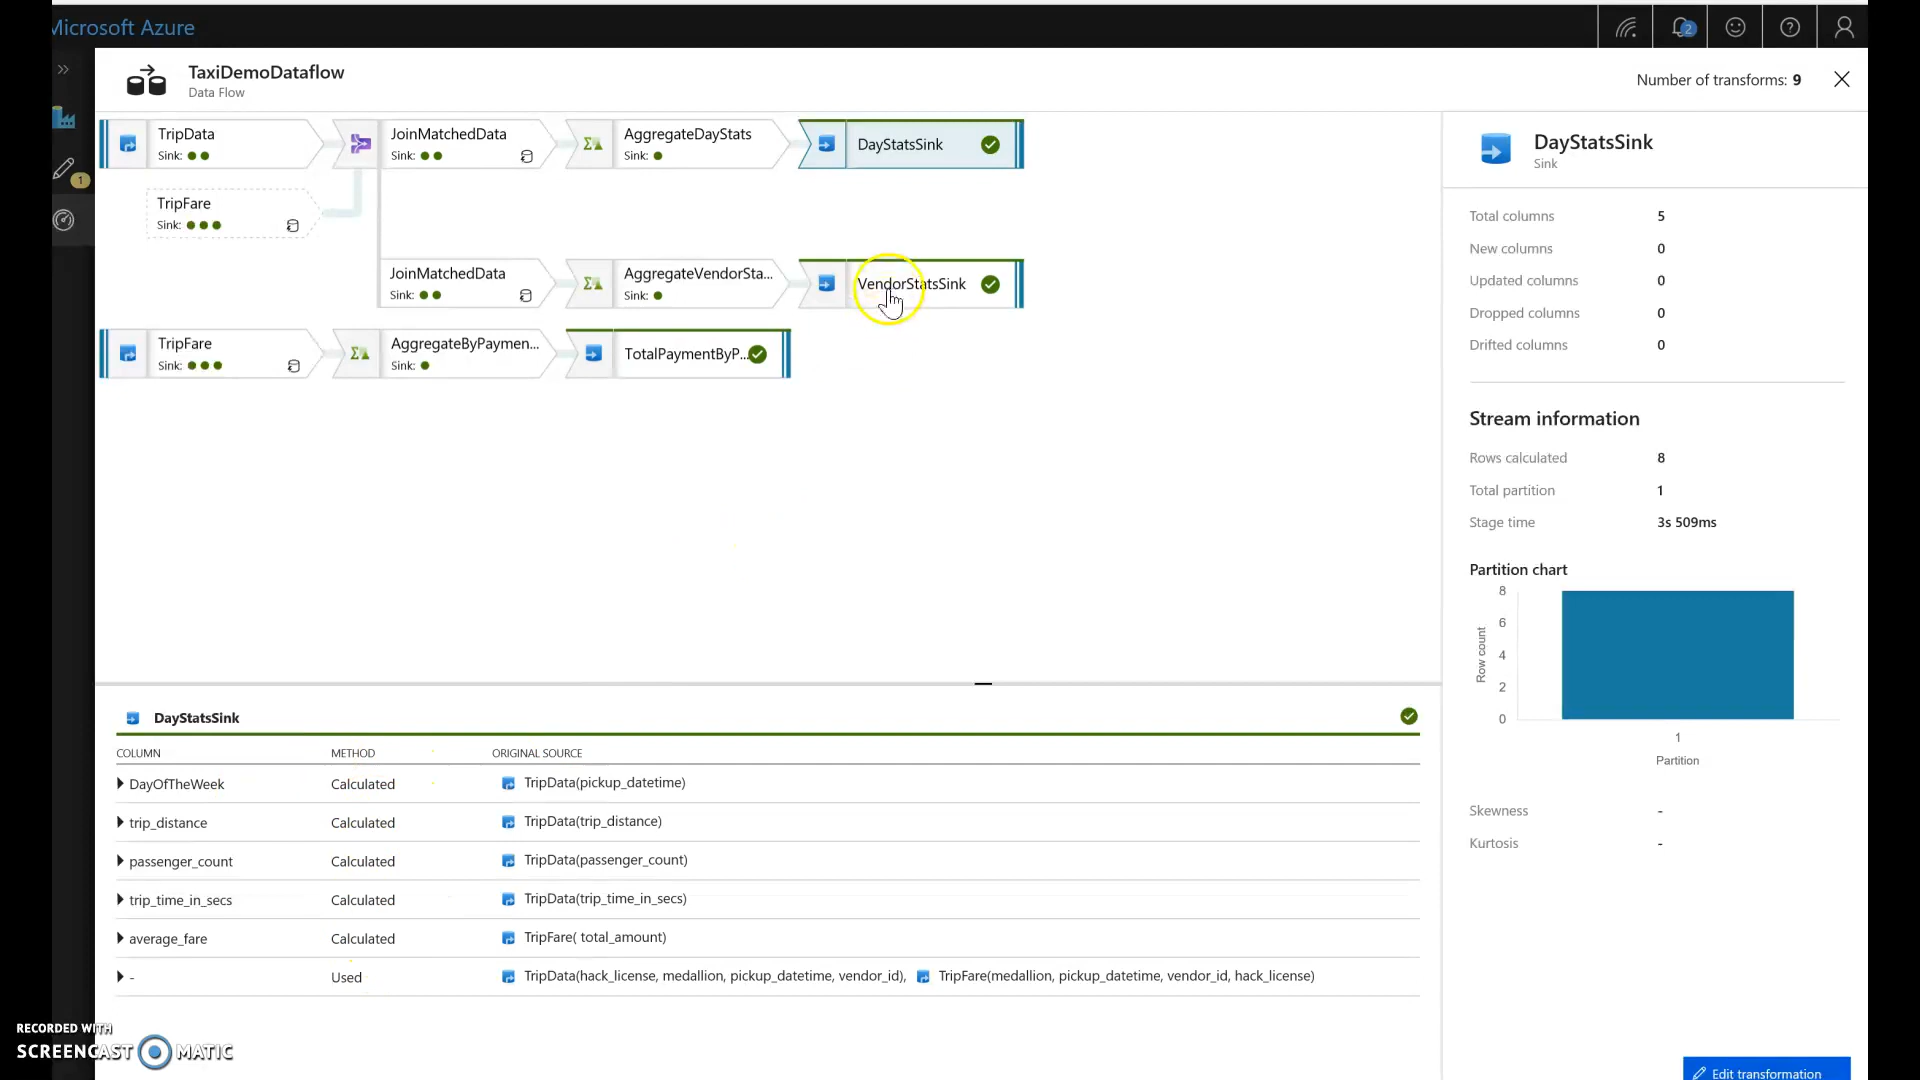 Microsoft Azure
2
TaxiDemoDataflow
Data Flow
Number of transforms: 9
1
TripData
Sink:
JoinMatchedData
Sink:
AggregateDayStats
Sink:
DayStatsSink
TripFare
Sink:
JoinMatchedData
Sink:
AggregateVendorSta...
Sink:
VendorStatsSink
TripFare
Sink:
AggregateByPaymen...
Sink:
TotalPaymentByP...
DayStatsSink
Sink
Total columns 5
New columns 0
Updated columns 0
Dropped columns 0
Drifted columns 0
Stream information
Rows calculated 8
Total partition 1
Stage time 3s 509ms
Partition chart
8
6
4
2
0
Row count
1
Partition
Skewness -
Kurtosis -
Edit transformation
DayStatsSink
COLUMN METHOD ORIGINAL SOURCE
DayOfTheWeek Calculated TripData(pickup_datetime)
trip_distance Calculated TripData(trip_distance)
passenger_count Calculated TripData(passenger_count)
trip_time_in_secs Calculated TripData(trip_time_in_secs)
average_fare Calculated TripFare( total_amount)
- Used TripData(hack_license, medallion, pickup_datetime, vendor_id), TripFare(medallion, pickup_datetime, vendor_id, hack_license)
RECORDED WITH
SCREENCAST MATIC